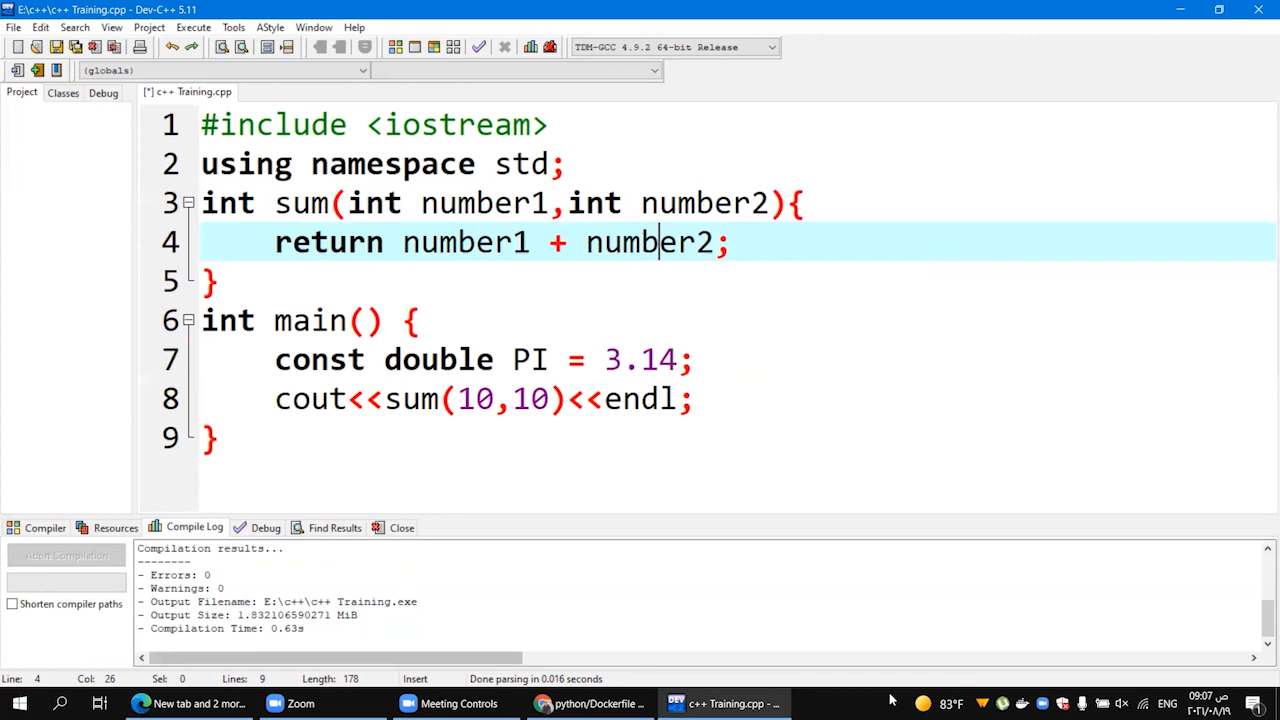 E:\c++\c++ Training.cpp - Dev-C++ 5.11
File Edit Search View Project Execute Tools AStyle Window Help
TDM-GCC 4.9.2 64-bit Release
(globals)
Project Classes Debug
[*] c++ Training.cpp
1 #include <iostream>
2 using namespace std;
3 int sum(int number1,int number2){
4 return number1 + number2;
5 }
6 int main() {
7 const double PI = 3.14;
8 cout<<sum(10,10)<<endl;
9 }
Compiler Resources Compile Log Debug Find Results Close
Abort Compilation
Shorten compiler paths
Compilation results...
--------
- Errors: 0
- Warnings: 0
- Output Filename: E:\c++\c++ Training.exe
- Output Size: 1.832106590271 MiB
- Compilation Time: 0.63s
Line: 4 Col: 26 Sel: 0 Lines: 9 Length: 178 Insert Done parsing in 0.016 seconds
New tab and 2 mor...
Zoom
Meeting Controls
python/Dockerfile ...
DEV c++ Training.cpp - ...
83°F
ENG
09:07 ص